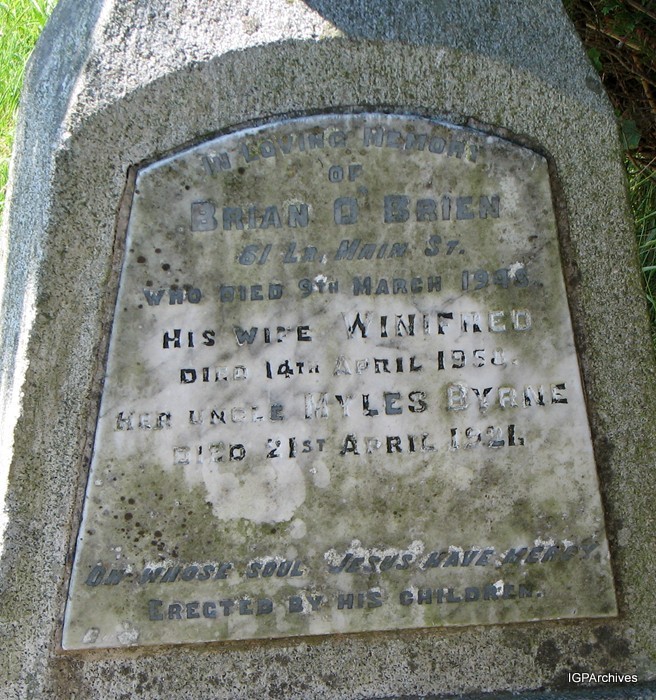 In Loving Memory
of
Brian O'Brien
61 Lr. Main St.
Who died 9th March
His wife Winifred
Died 14th April
Her uncle Myles Byrne
Died 21st April 1921.
On whose soul Jesus have mercy
Erected by his children.
IGPArchives